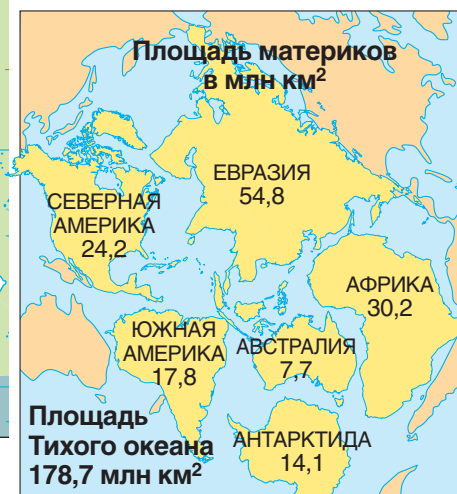 Площадь материков
в млн км²
ЕВРАЗИЯ
54,8
СЕВЕРНАЯ
АМЕРИКА
24,2
АФРИКА
30,2
ЮЖНАЯ
АМЕРИКА
17,8
АВСТРАЛИЯ
7,7
АНТАРКТИДА
14,1
Площадь
Тихого океана
178,7 млн км²